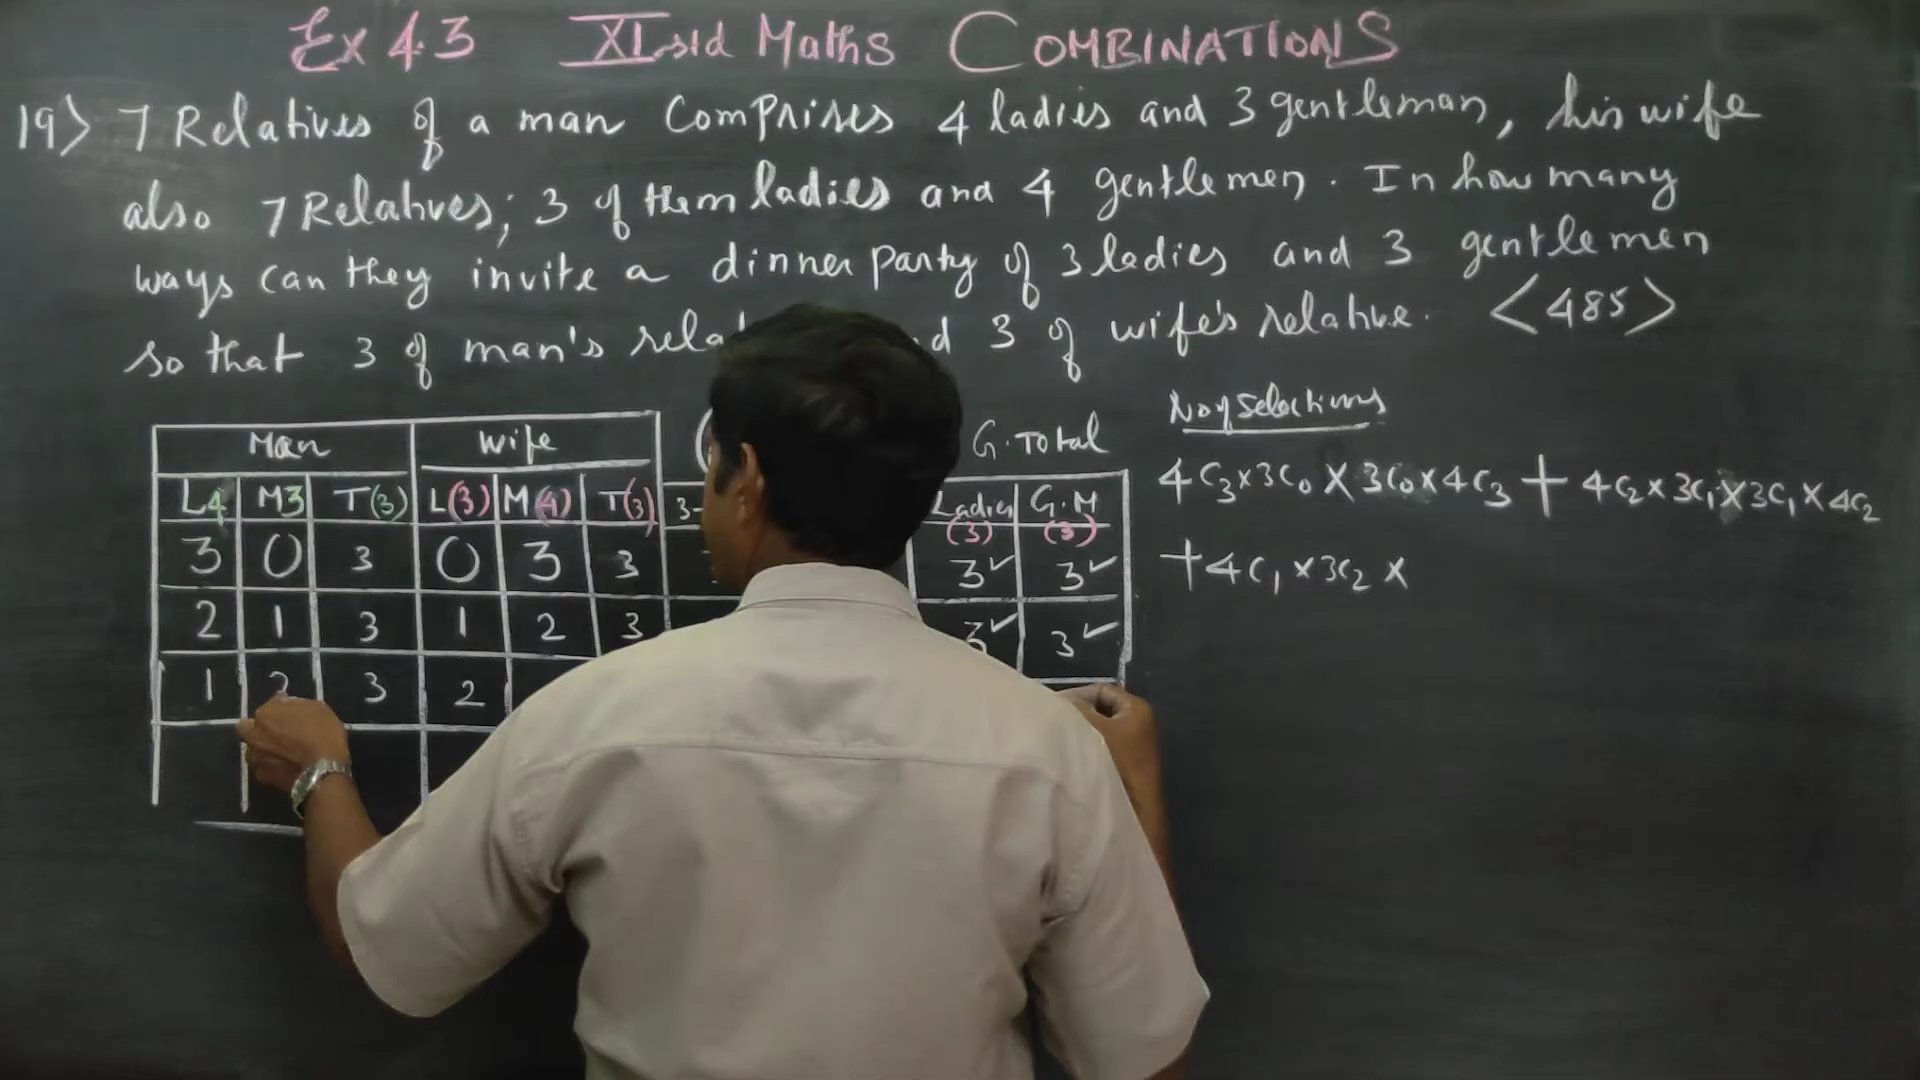 Ex 4.3 XI std Maths COMBINATIONS
19) 7 Relatives of a man comprises 4 ladies and 3 gentleman, his wife
also 7 Relatives; 3 of them ladies and 4 gentlemen. In how many
ways can they invite a dinner party of 3 ladies and 3 gentlemen
so that 3 of man's rela d 3 of wife's relative. <485>
No of Selections
Man Wife G.Total
L4 M3 T(3) L(3) M(4) T(3) 3- Ladies (3) G.M (3)
3 0 3 0 3 3 3✓ 3✓
2 1 3 1 2 3 3✓ 3✓
1 2 3 2
4C₃×3C₀×3C₀×4C₃+4C₂×3C₁×3C₁×4C₂
+4C₁×3C₂×